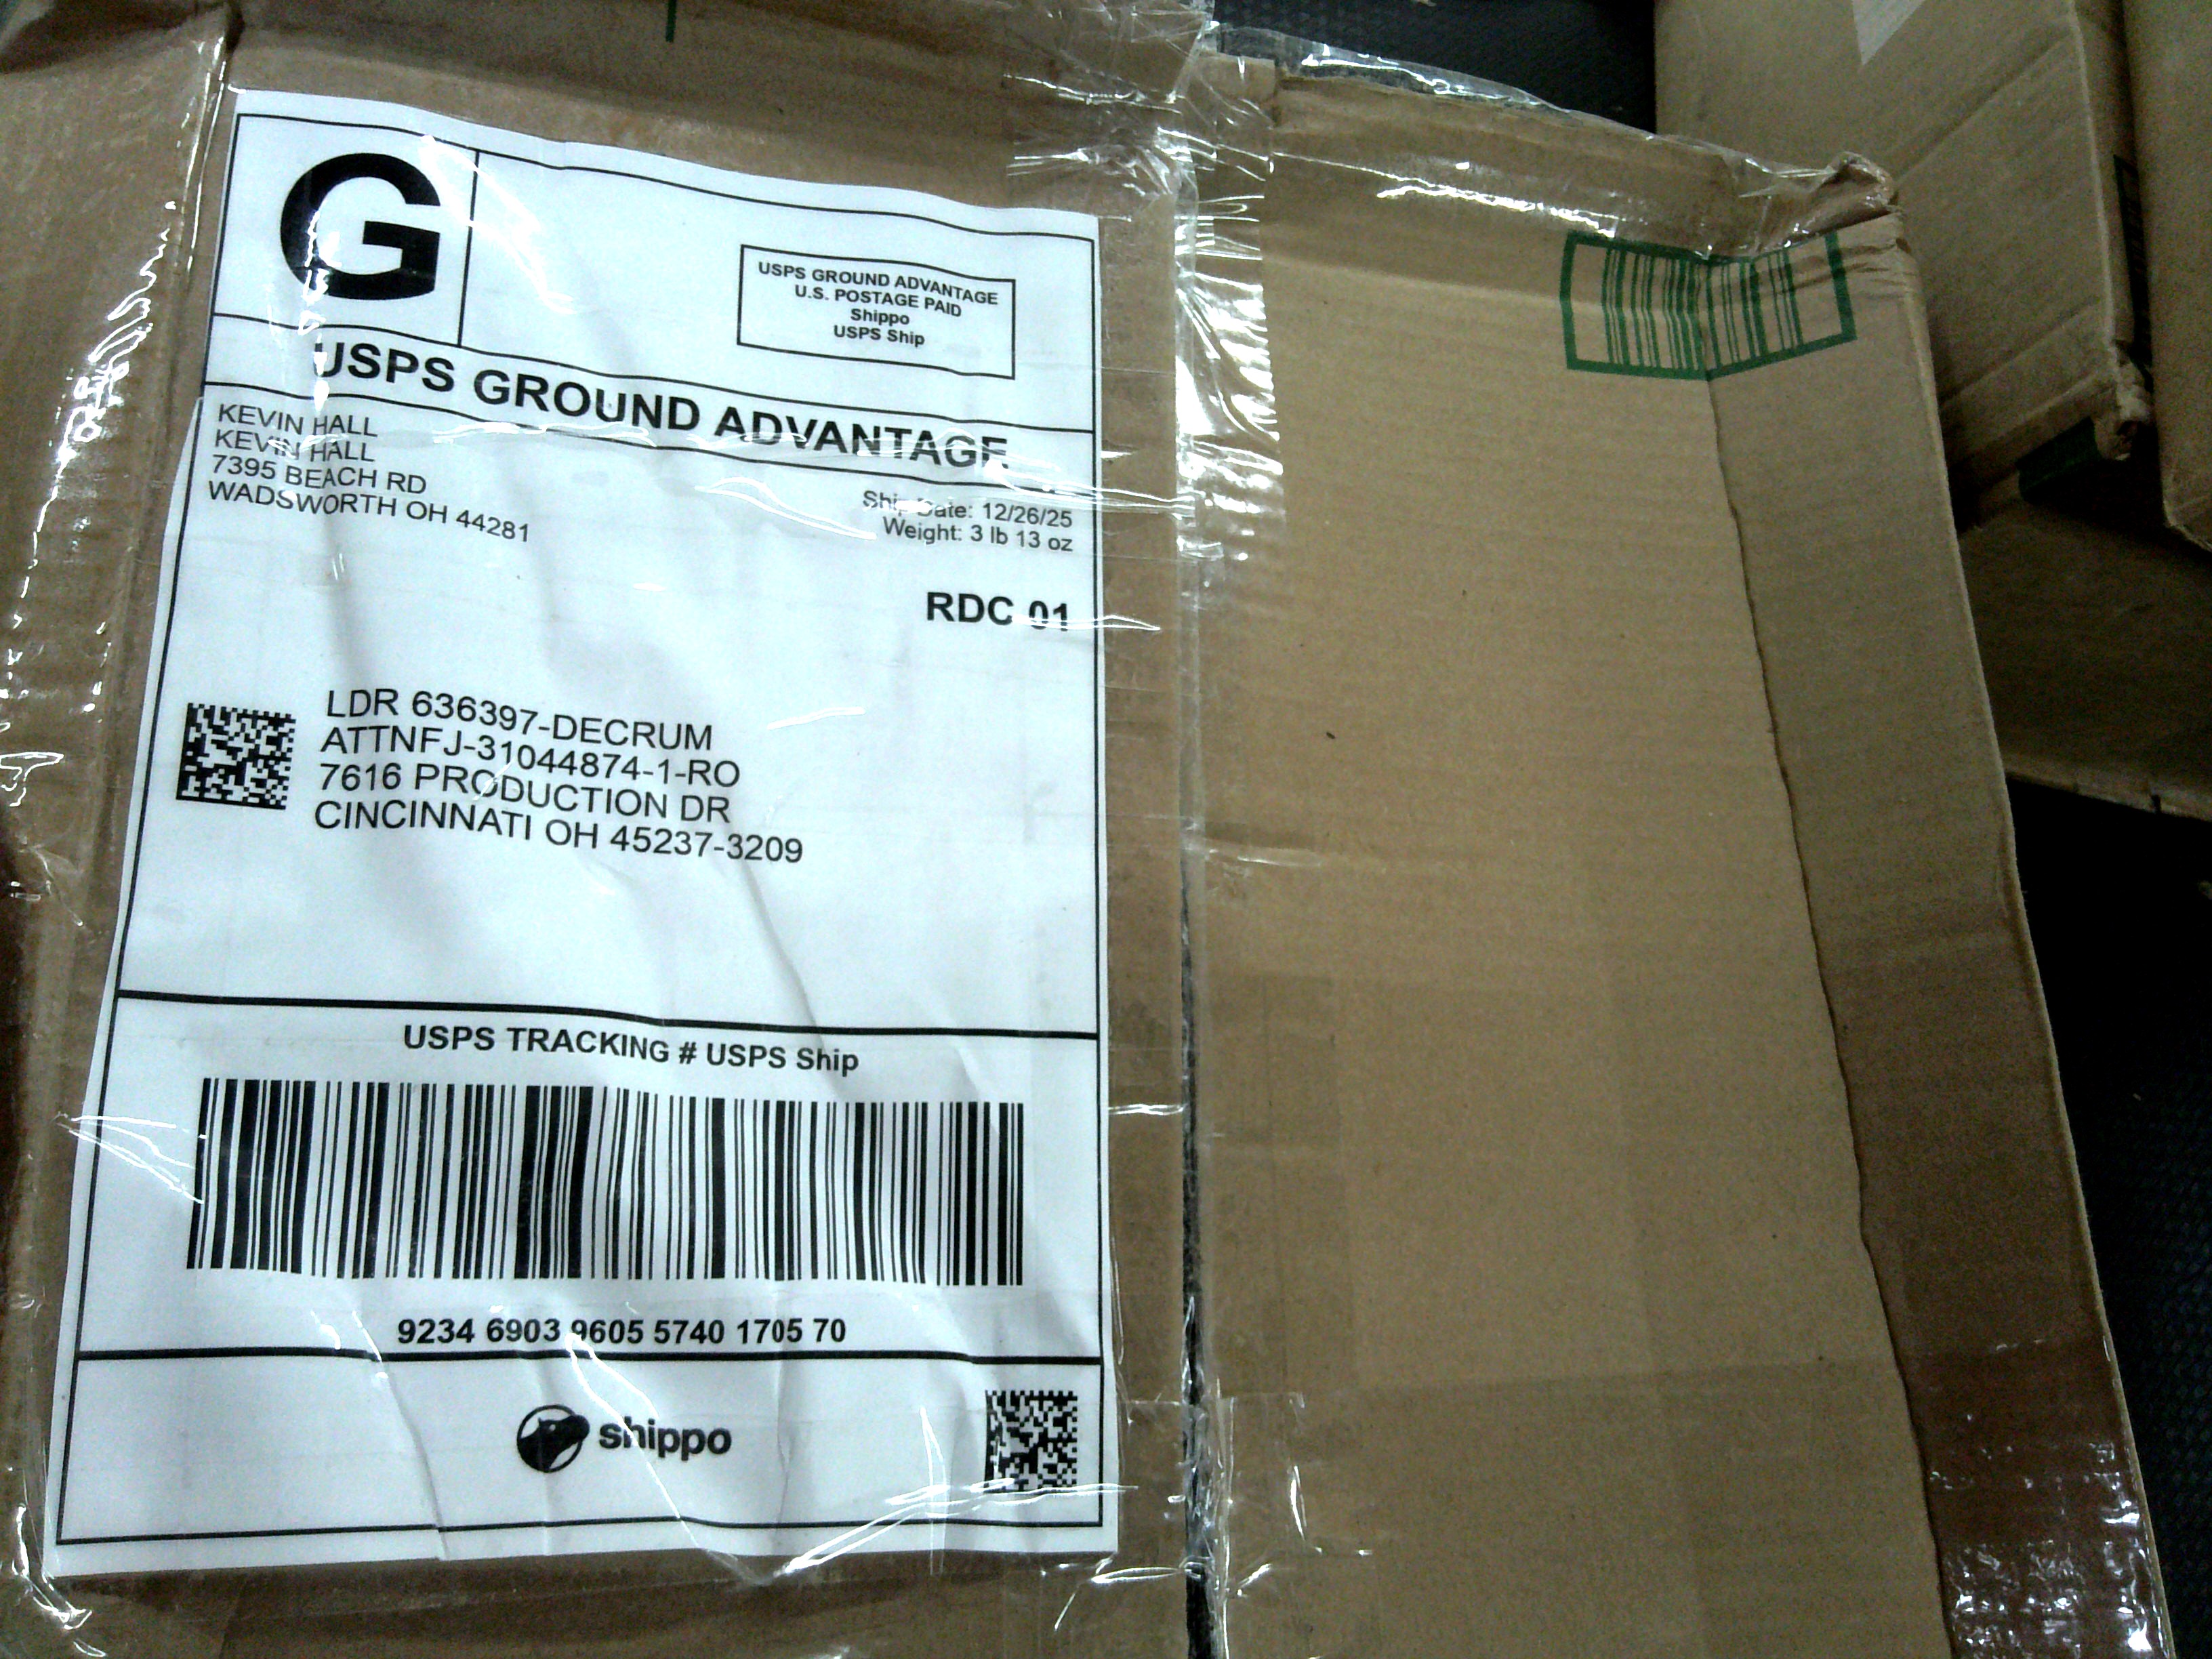 G
USPS GROUND ADVANTAGE
U.S. POSTAGE PAID
Shippo
USPS Ship
USPS GROUND ADVANTAGE
KEVIN HALL
KEVIN HALL
7395 BEACH RD
WADSWORTH OH 44281
Ship Date: 12/26/25
Weight: 3 lb 13 oz
RDC 01
LDR 636397-DECRUM
ATTNFJ-31044874-1-RO
7616 PRODUCTION DR
CINCINNATI OH 45237-3209
USPS TRACKING # USPS Ship
9234 6903 9605 5740 1705 70
shippo